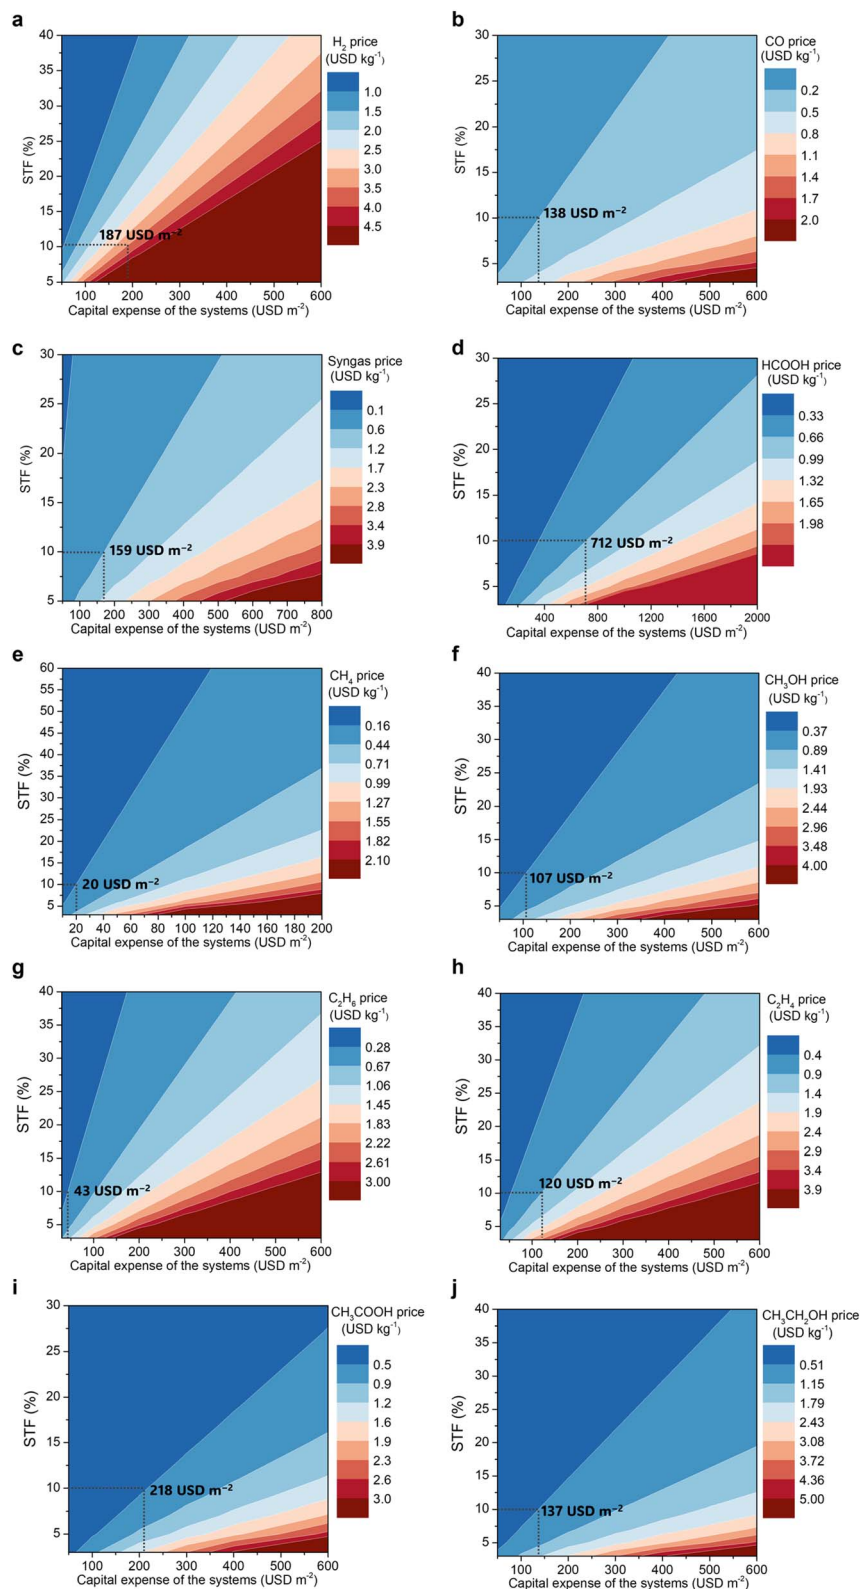 a
H₂ price
(USD kg⁻¹)
40
35
30
25
20
15
10
5
STF (%)
1.0
1.5
2.0
2.5
3.0
3.5
4.0
4.5
187 USD m⁻²
100 200 300 400 500 600
Capital expense of the systems (USD m⁻²)
b
CO price
(USD kg⁻¹)
30
25
20
15
10
5
STF (%)
0.2
0.5
0.8
1.1
1.4
1.7
2.0
138 USD m⁻²
100 200 300 400 500 600
Capital expense of the systems (USD m⁻²)
c
Syngas price
(USD kg⁻¹)
30
25
20
15
10
5
STF (%)
0.1
0.6
1.2
1.7
2.3
2.8
3.4
3.9
159 USD m⁻²
100 200 300 400 500 600 700 800
Capital expense of the systems (USD m⁻²)
d
HCOOH price
(USD kg⁻¹)
30
25
20
15
10
5
STF (%)
0.33
0.66
0.99
1.32
1.65
1.98
712 USD m⁻²
400 800 1200 1600 2000
Capital expense of the systems (USD m⁻²)
e
CH₄ price
(USD kg⁻¹)
60
55
50
45
40
35
30
25
20
15
10
5
STF (%)
0.16
0.44
0.71
0.99
1.27
1.55
1.82
2.10
20 USD m⁻²
20 40 60 80 100 120 140 160 180 200
Capital expense of the systems (USD m⁻²)
f
CH₃OH price
(USD kg⁻¹)
40
35
30
25
20
15
10
5
STF (%)
0.37
0.89
1.41
1.93
2.44
2.96
3.48
4.00
107 USD m⁻²
100 200 300 400 500 600
Capital expense of the systems (USD m⁻²)
g
C₂H₆ price
(USD kg⁻¹)
40
35
30
25
20
15
10
5
STF (%)
0.28
0.67
1.06
1.45
1.83
2.22
2.61
3.00
43 USD m⁻²
100 200 300 400 500 600
Capital expense of the systems (USD m⁻²)
h
C₂H₄ price
(USD kg⁻¹)
40
35
30
25
20
15
10
5
STF (%)
0.4
0.9
1.4
1.9
2.4
2.9
3.4
3.9
120 USD m⁻²
100 200 300 400 500 600
Capital expense of the systems (USD m⁻²)
i
CH₃COOH price
(USD kg⁻¹)
30
25
20
15
10
5
STF (%)
0.5
0.9
1.2
1.6
1.9
2.3
2.6
3.0
218 USD m⁻²
100 200 300 400 500 600
Capital expense of the systems (USD m⁻²)
j
CH₃CH₂OH price
(USD kg⁻¹)
40
35
30
25
20
15
10
5
STF (%)
0.51
1.15
1.79
2.43
3.08
3.72
4.36
5.00
137 USD m⁻²
100 200 300 400 500 600
Capital expense of the systems (USD m⁻²)